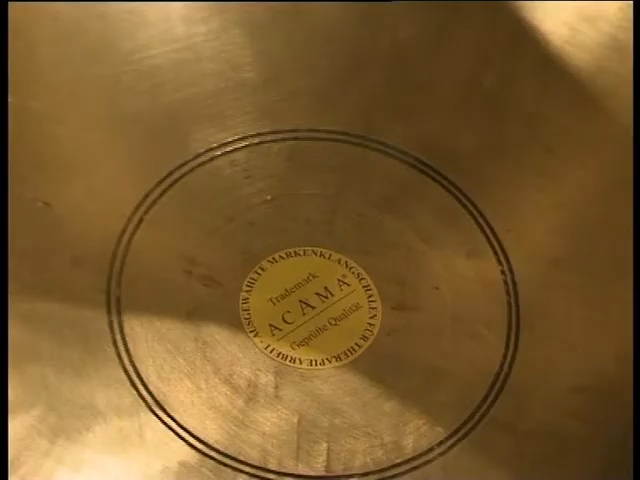 AUSGEWÄHLTE MARKENKLANGSCHALEN FÜR THERAPIEARBEIT ·
Trademark
ACAMA®
Geprüfte Qualität